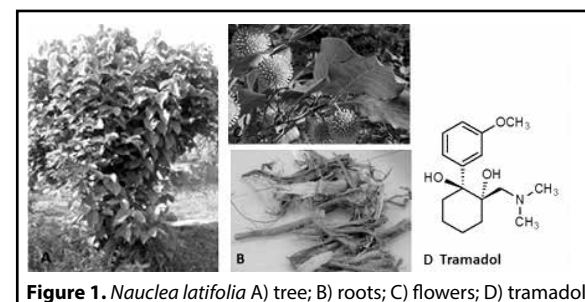 A
B
OCH3
HO
OH
N
CH3
CH3
D Tramadol
Figure 1. Nauclea latifolia A) tree; B) roots; C) flowers; D) tramadol